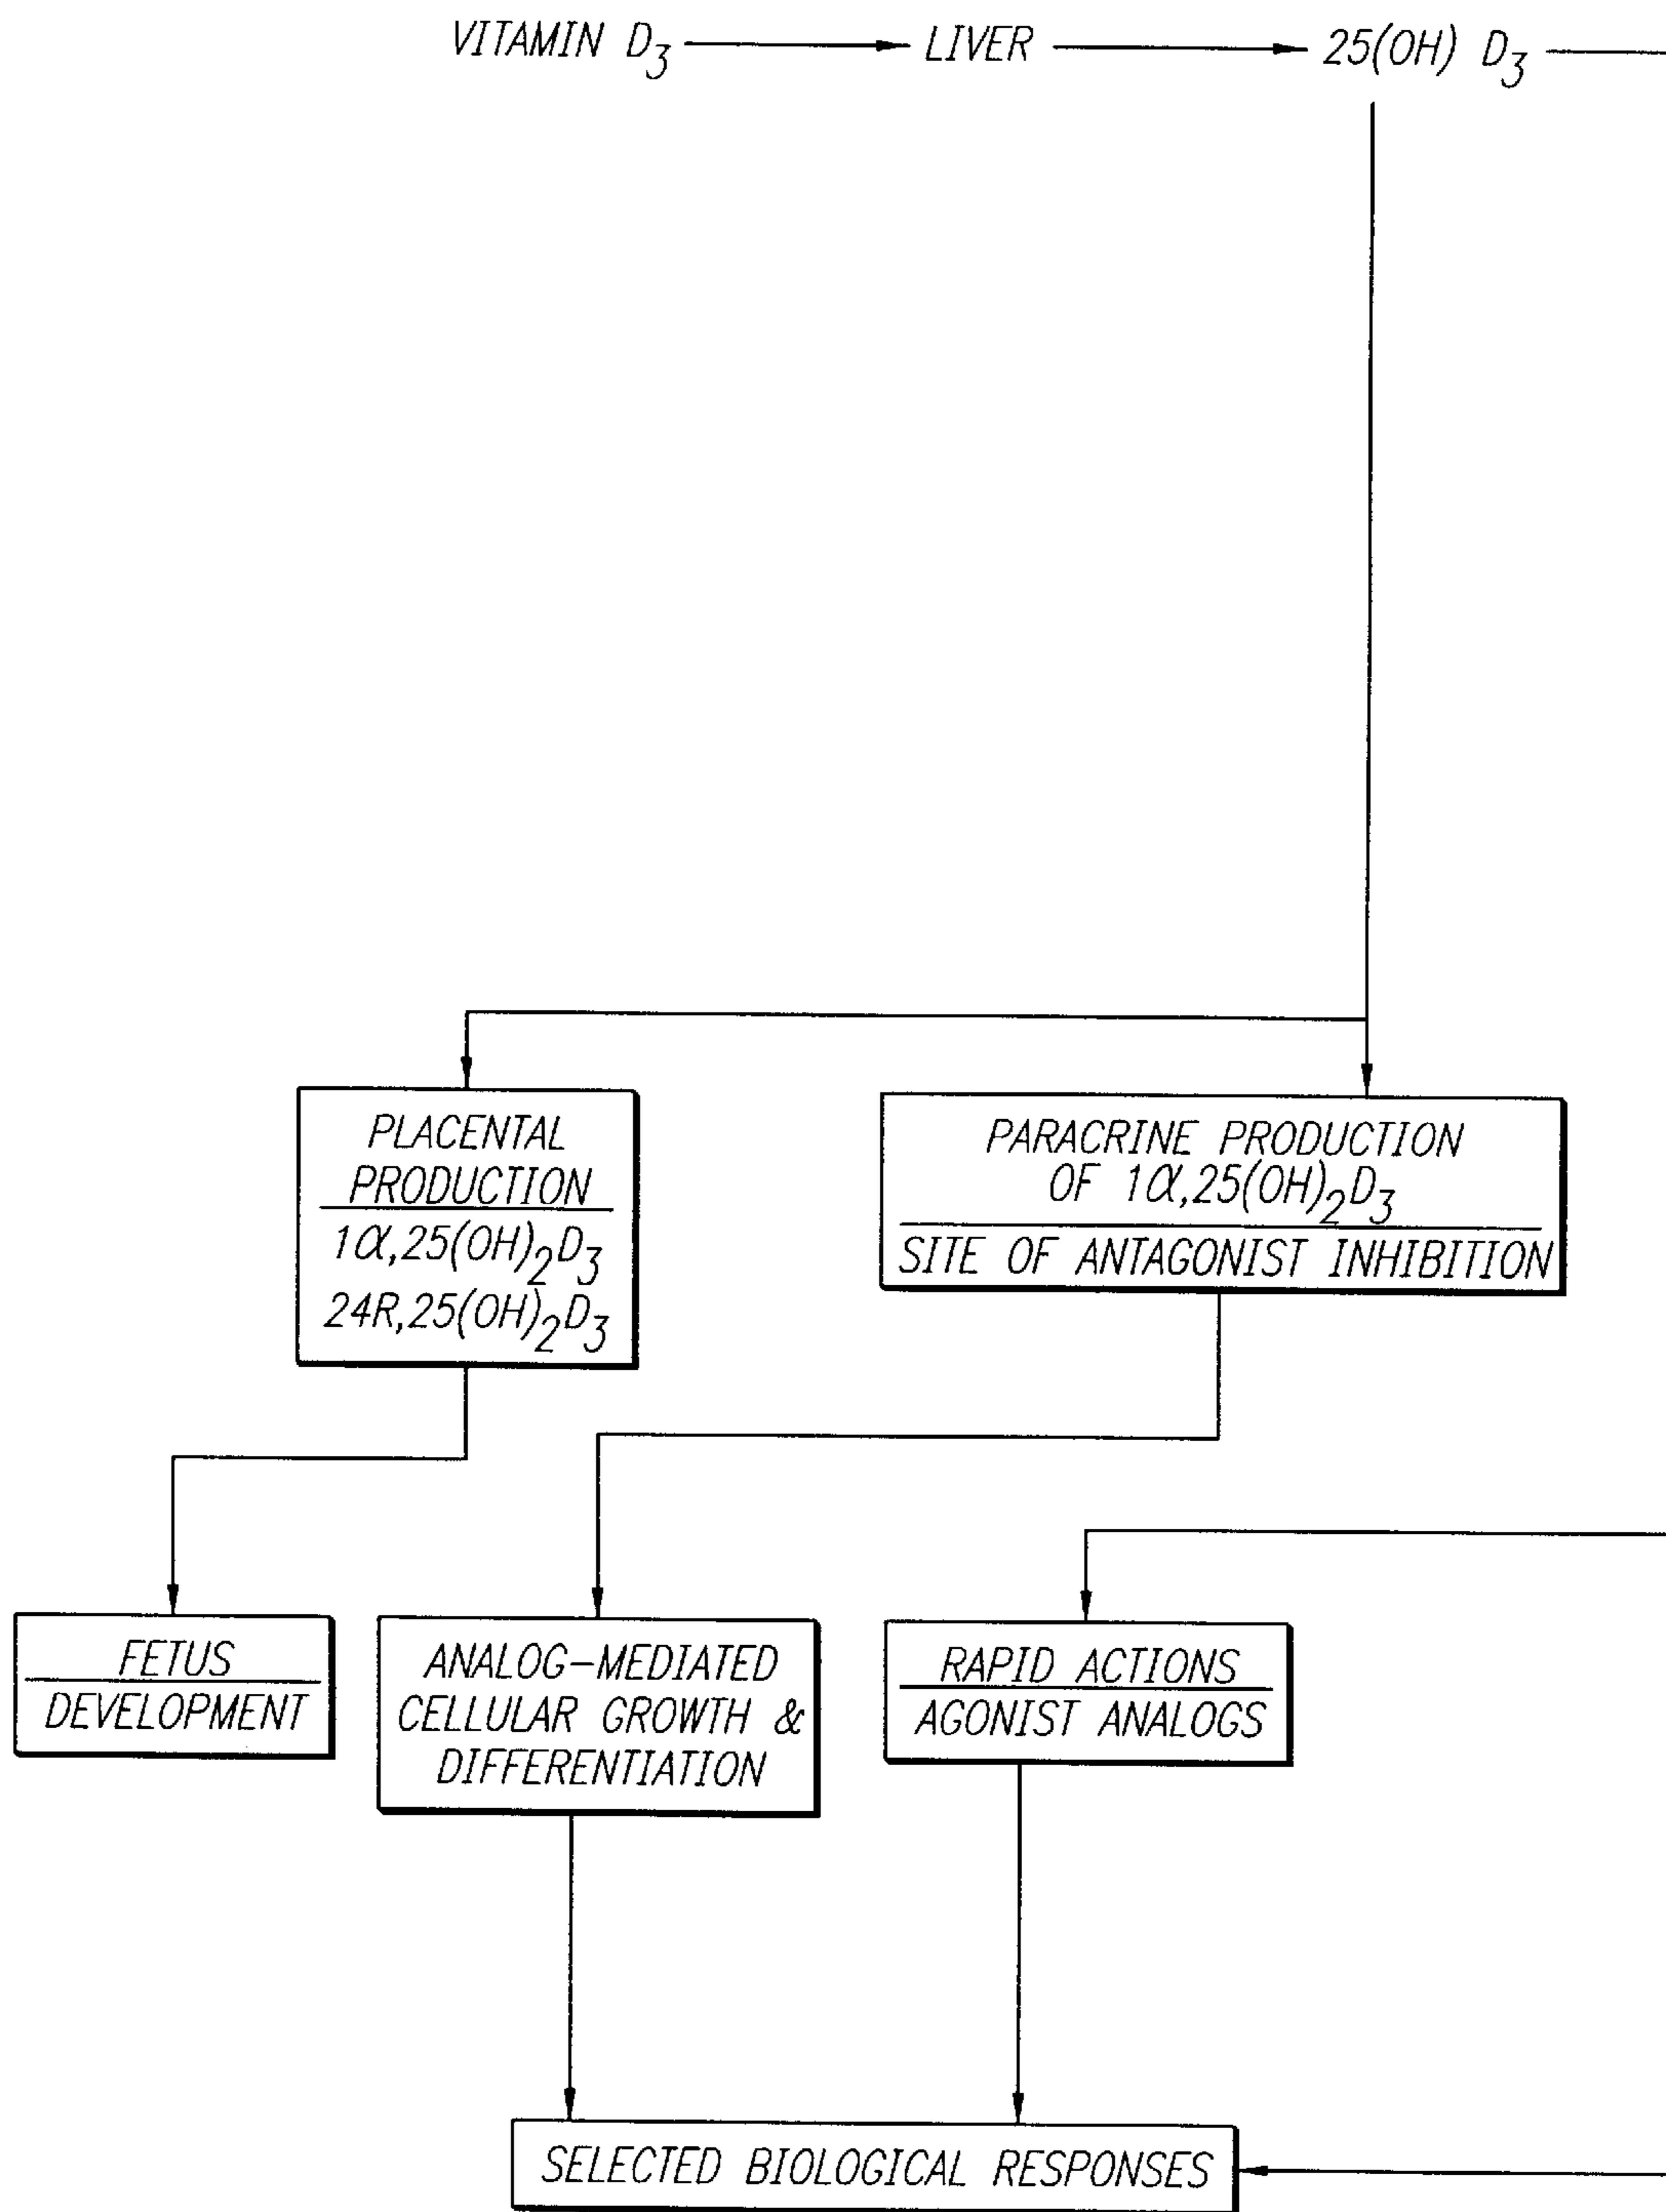 VITAMIN D₃ LIVER 25(OH) D₃
PLACENTAL
PRODUCTION
1α,25(OH)₂D₃
24R,25(OH)₂D₃
PARACRINE PRODUCTION
OF 1α,25(OH)₂D₃
SITE OF ANTAGONIST INHIBITION
FETUS
DEVELOPMENT
ANALOG-MEDIATED
CELLULAR GROWTH &
DIFFERENTIATION
RAPID ACTIONS
AGONIST ANALOGS
SELECTED BIOLOGICAL RESPONSES